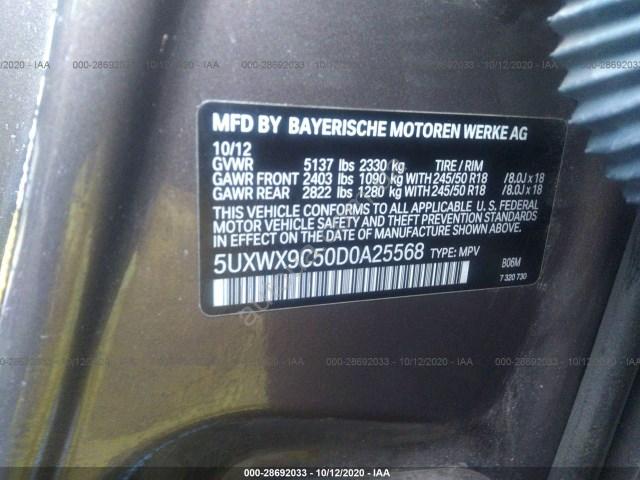 10/12/2020 - IAA
000-28692033 - 10/12/2020 - IAA
000-28692033 - 10/12/2020 - IAA
MFD BY BAYERISCHE MOTOREN WERKE AG
10/12
GVWR 5137 lbs 2330 kg TIRE / RIM
GAWR FRONT 2403 lbs 1090 kg WITH 245/50 R18 /8.0J x 18
GAWR REAR 2822 lbs 1280 kg WITH 245/50 R18 /8.0J x 18
THIS VEHICLE CONFORMS TO ALL APPLICABLE U. S. FEDERAL
MOTOR VEHICLE SAFETY AND THEFT PREVENTION STANDARDS
IN EFFECT ON THE DATE OF MANUFACTURE SHOWN ABOVE.
5UXWX9C50D0A25568 TYPE: MPV
B06M
7 320 730
10/12/2020 - IAA
000-28692033 - 10/12/2020 - IAA
000-28692033 - 10/12/2020 - IAA
000-28692033 - 10/12/2020 - IAA